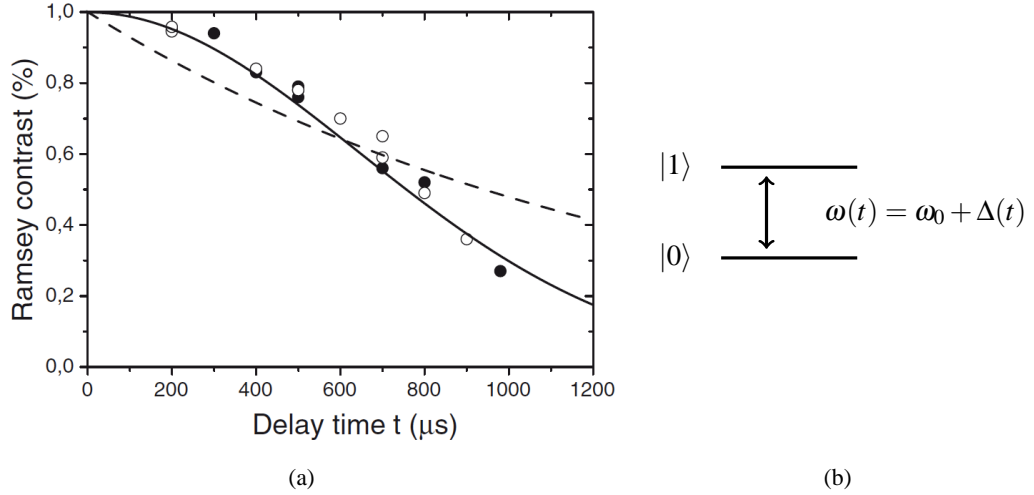 1,0
0,8
0,6
0,4
0,2
0,0
Ramsey contrast (%)
0 200 400 600 800 1000 1200
Delay time t (μs)
(a)
|1⟩
ω(t) = ω₀ + Δ(t)
|0⟩
(b)